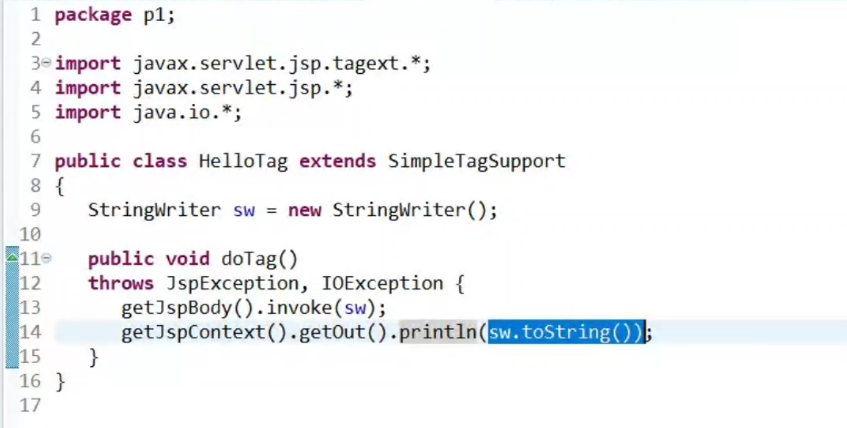 1 package p1;
2
3 import javax.servlet.jsp.tagext.*;
4 import javax.servlet.jsp.*;
5 import java.io.*;
6
7 public class HelloTag extends SimpleTagSupport
8 {
9    StringWriter sw = new StringWriter();
10
11    public void doTag()
12    throws JspException, IOException {
13       getJspBody().invoke(sw);
14       getJspContext().getOut().println(sw.toString());
15    }
16 }
17